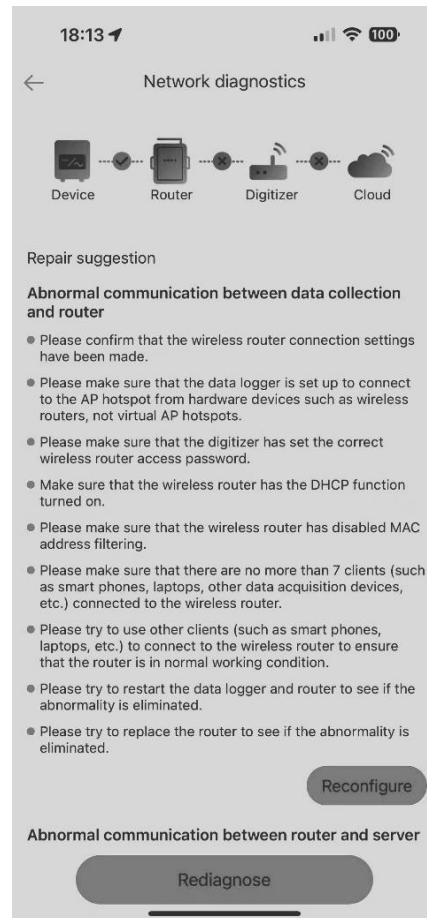 18:13
100
Network diagnostics
Device Router Digitizer Cloud
Repair suggestion
Abnormal communication between data collection
and router
Please confirm that the wireless router connection settings
have been made.
Please make sure that the data logger is set up to connect
to the AP hotspot from hardware devices such as wireless
routers, not virtual AP hotspots.
Please make sure that the digitizer has set the correct
wireless router access password.
Make sure that the wireless router has the DHCP function
turned on.
Please make sure that the wireless router has disabled MAC
address filtering.
Please make sure that there are no more than 7 clients (such
as smart phones, laptops, other data acquisition devices,
etc.) connected to the wireless router.
Please try to use other clients (such as smart phones,
laptops, etc.) to connect to the wireless router to ensure
that the router is in normal working condition.
Please try to restart the data logger and router to see if the
abnormality is eliminated.
Please try to replace the router to see if the abnormality is
eliminated.
Reconfigure
Abnormal communication between router and server
Rediagnose